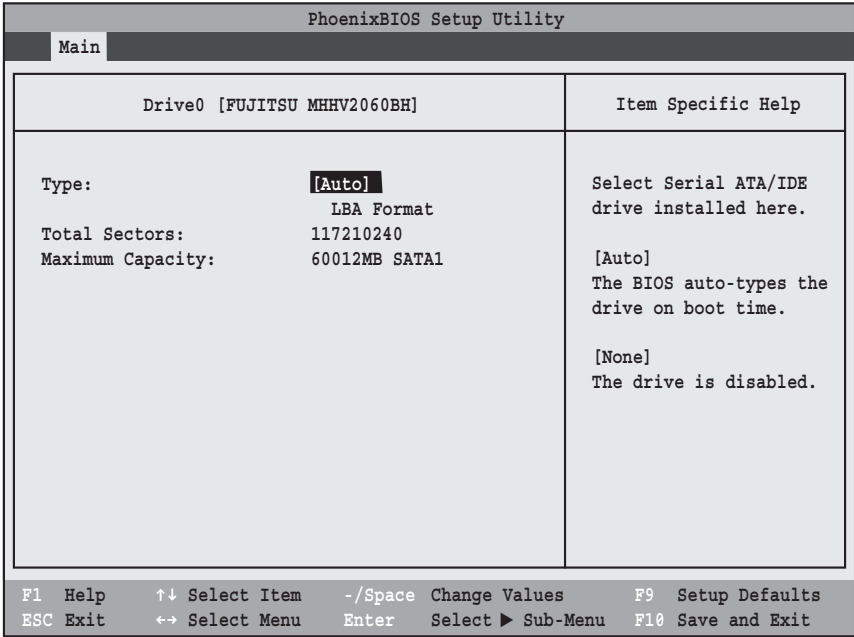 PhoenixBIOS Setup Utility
Main
Drive0 [FUJITSU MHHV2060BH]
Type: [Auto]
LBA Format
Total Sectors: 117210240
Maximum Capacity: 60012MB SATA1
Item Specific Help
Select Serial ATA/IDE
drive installed here.
[Auto]
The BIOS auto-types the
drive on boot time.
[None]
The drive is disabled.
F1 Help ↑↓ Select Item -/Space Change Values F9 Setup Defaults
ESC Exit ←→ Select Menu Enter Select ▶ Sub-Menu F10 Save and Exit